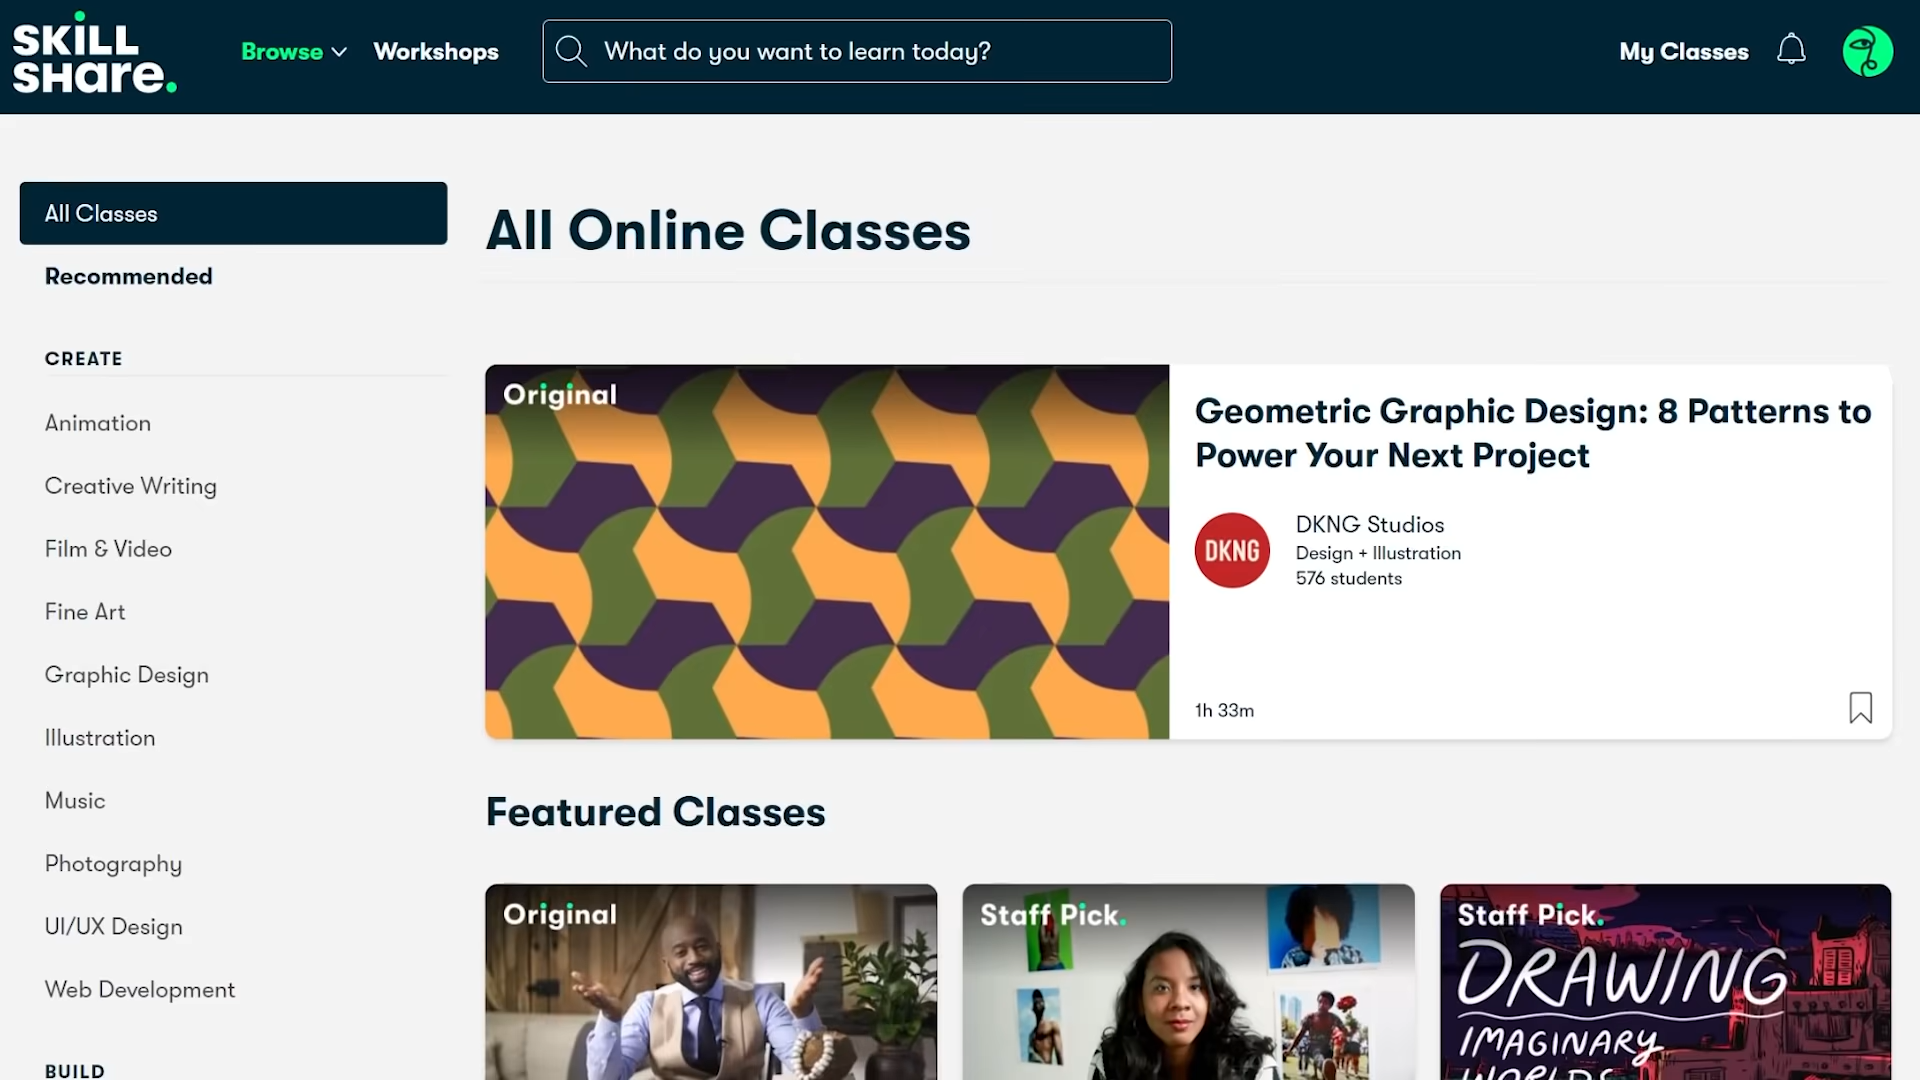 SKILL
SHare.
Browse
Workshops
What do you want to learn today?
My Classes
All Classes
Recommended
CREATE
Animation
Creative Writing
Film & Video
Fine Art
Graphic Design
Illustration
Music
Photography
UI/UX Design
Web Development
BUILD
All Online Classes
Original
Geometric Graphic Design: 8 Patterns to
Power Your Next Project
DKNG
DKNG Studios
Design + Illustration
576 students
1h 33m
Featured Classes
Original
Staff Pick.
Staff Pick.
DRAWING
IMAGINARY
WORLDS